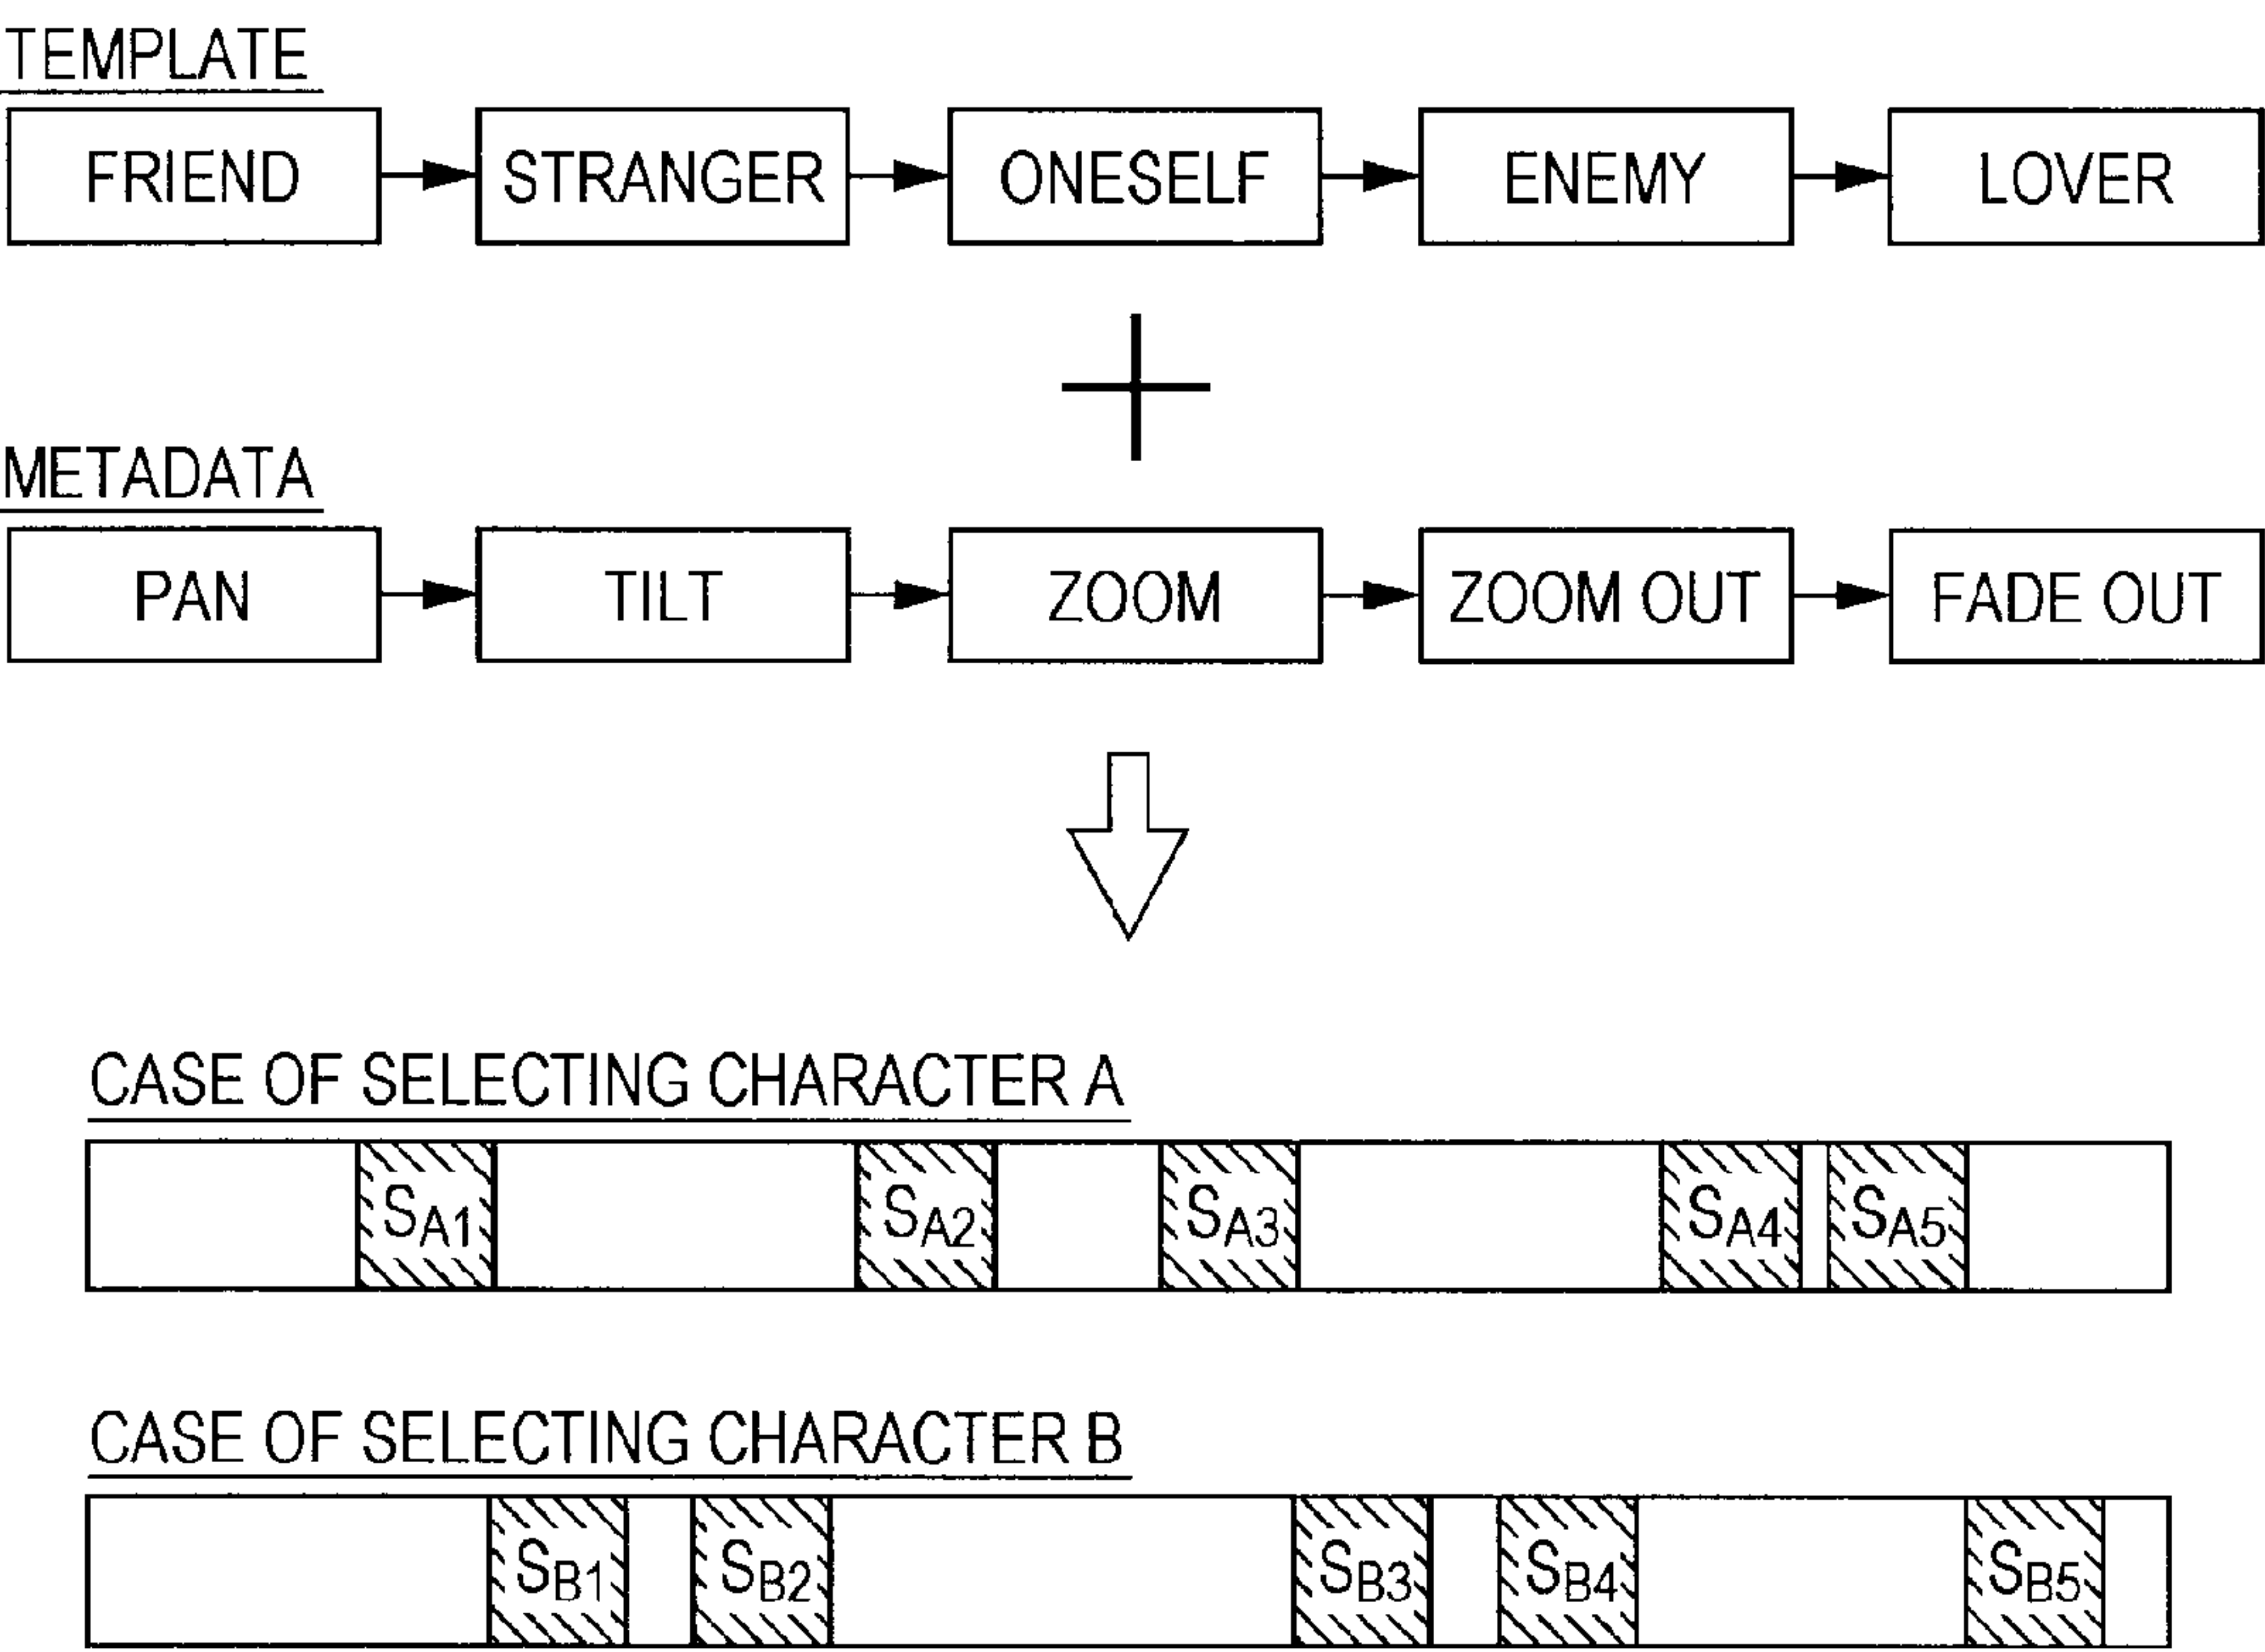 TEMPLATE
FRIEND STRANGER ONESELF ENEMY LOVER
METADATA
PAN TILT ZOOM ZOOM OUT FADE OUT
CASE OF SELECTING CHARACTER A
SA1 SA2 SA3 SA4 SA5
CASE OF SELECTING CHARACTER B
SB1 SB2 SB3 SB4 SB5